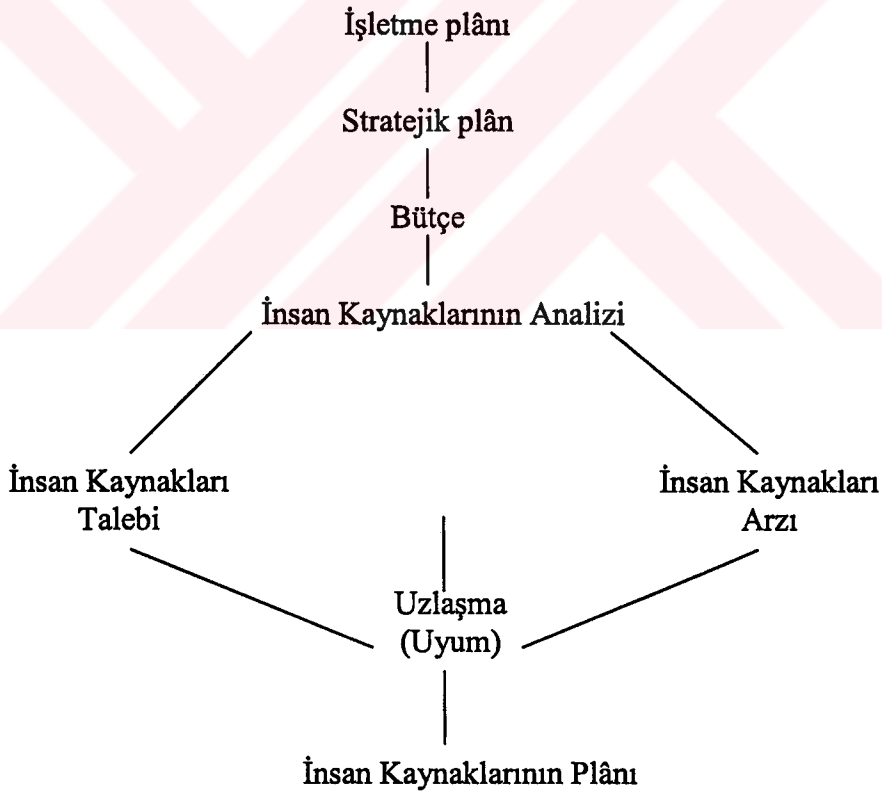 İşletme plânı
Stratejik plân
Bütçe
İnsan Kaynaklarının Analizi
İnsan Kaynakları
Talebi
İnsan Kaynakları
Arzı
Uzlaşma
(Uyum)
İnsan Kaynaklarının Plânı